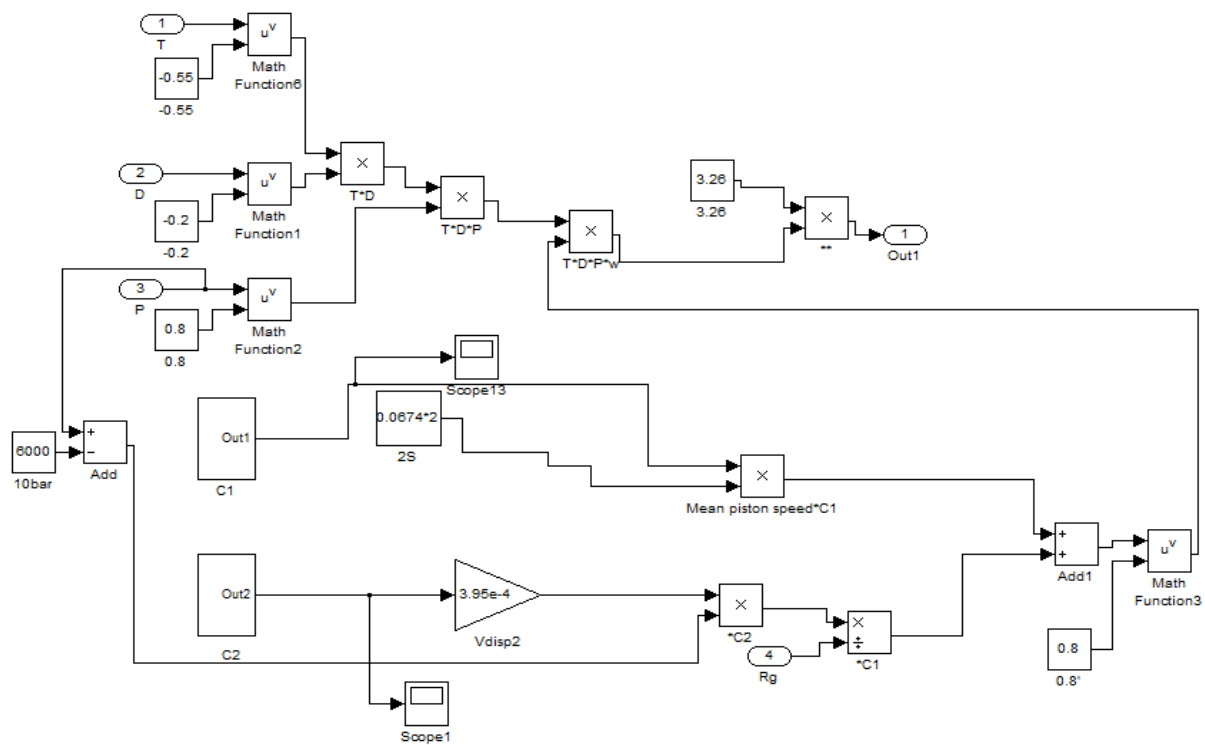 1
T
u^v
Math
Function6
-0.55
-0.55
2
D
u^v
Math
Function1
-0.2
-0.2
×
T*D
×
T*D*P
×
T*D*P*w
3.26
3.26
×
**
1
Out1
3
P
u^v
Math
Function2
0.8
0.8
Scope13
0.0674*2
2S
6000
10bar
+
−
Add
Out1
C1
×
Mean piston speed*C1
+
+
Add1
u^v
Math
Function3
0.8
0.8'
Out2
C2
3.95e-4
Vdisp2
×
*C2
×
÷
*C1
4
Rg
Scope1